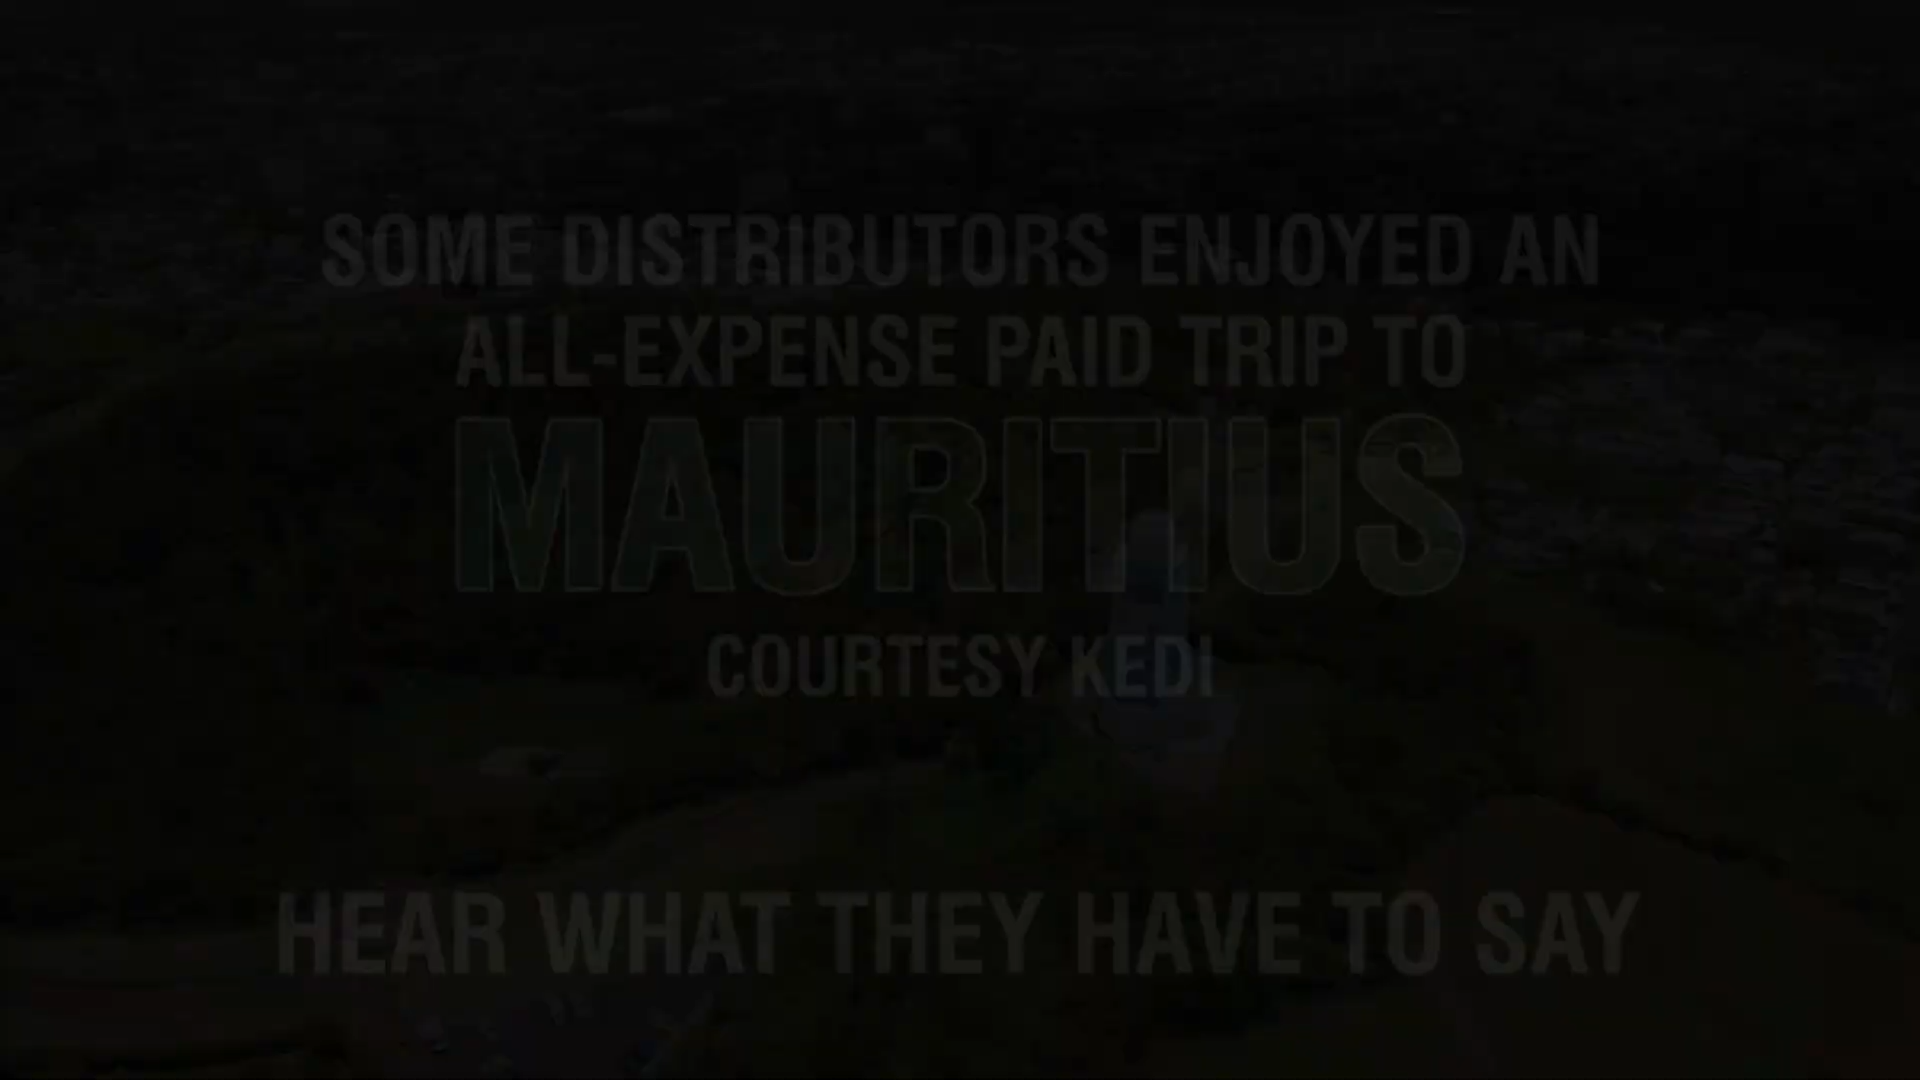 SOME DISTRIBUTORS ENJOYED AN
ALL-EXPENSE PAID TRIP TO
MAURITIUS
COURTESY KEDI
HEAR WHAT THEY HAVE TO SAY